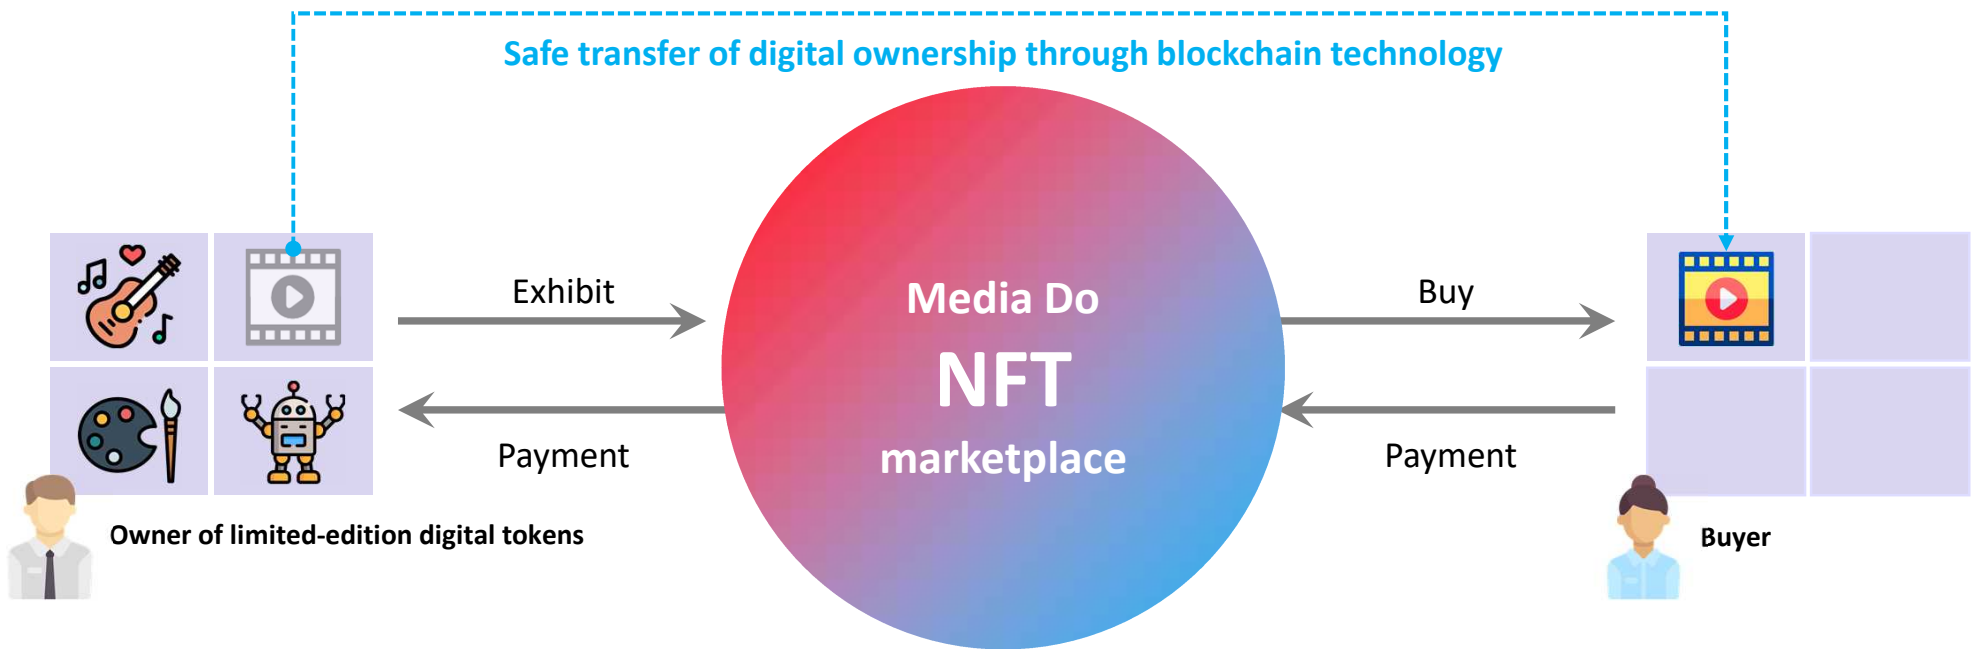 Safe transfer of digital ownership through blockchain technology
Exhibit
Payment
Media Do
NFT
marketplace
Buy
Payment
Owner of limited-edition digital tokens
Buyer